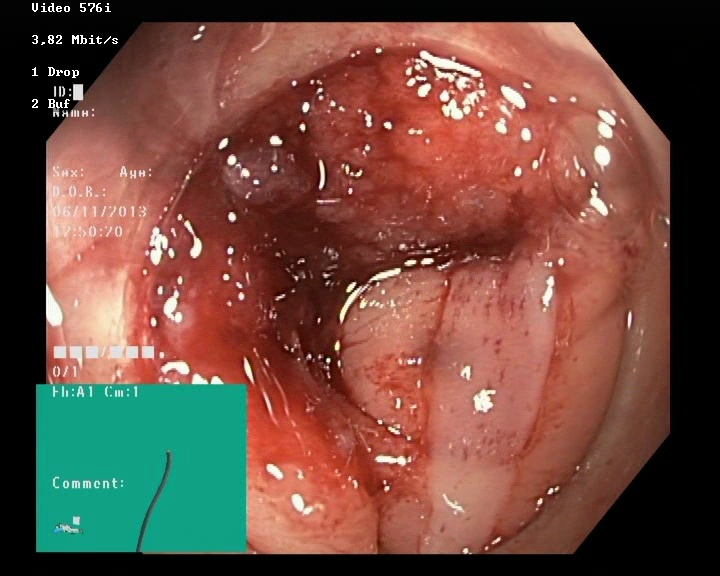 Video 576i
3,82 Mbit/s
1 Drop
ID:
2 Buf
Name:
Sex: Age:
D.O.B.:
06/11/2013
12:50:20
0/1
Eh:A1 Cm:1
Comment: